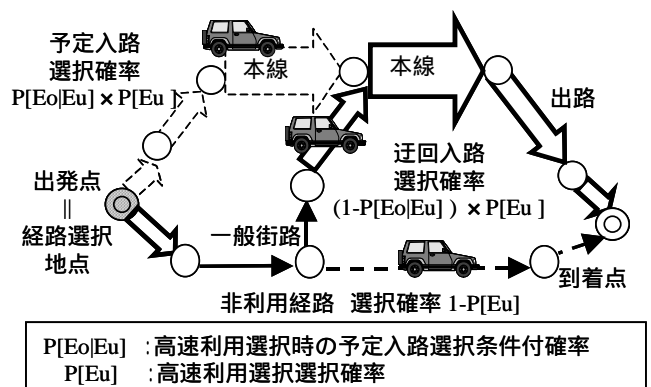 予定入路
選択確率
P[Eo|Eu] × P[Eu ]
本線
本線
出路
迂回入路
選択確率
(1-P[Eo|Eu] ) × P[Eu ]
出発点
||
経路選択
地点
一般街路
到着点
非利用経路 選択確率 1-P[Eu]
P[Eo|Eu] :高速利用選択時の予定入路選択条件付確率
P[Eu] :高速利用選択選択確率